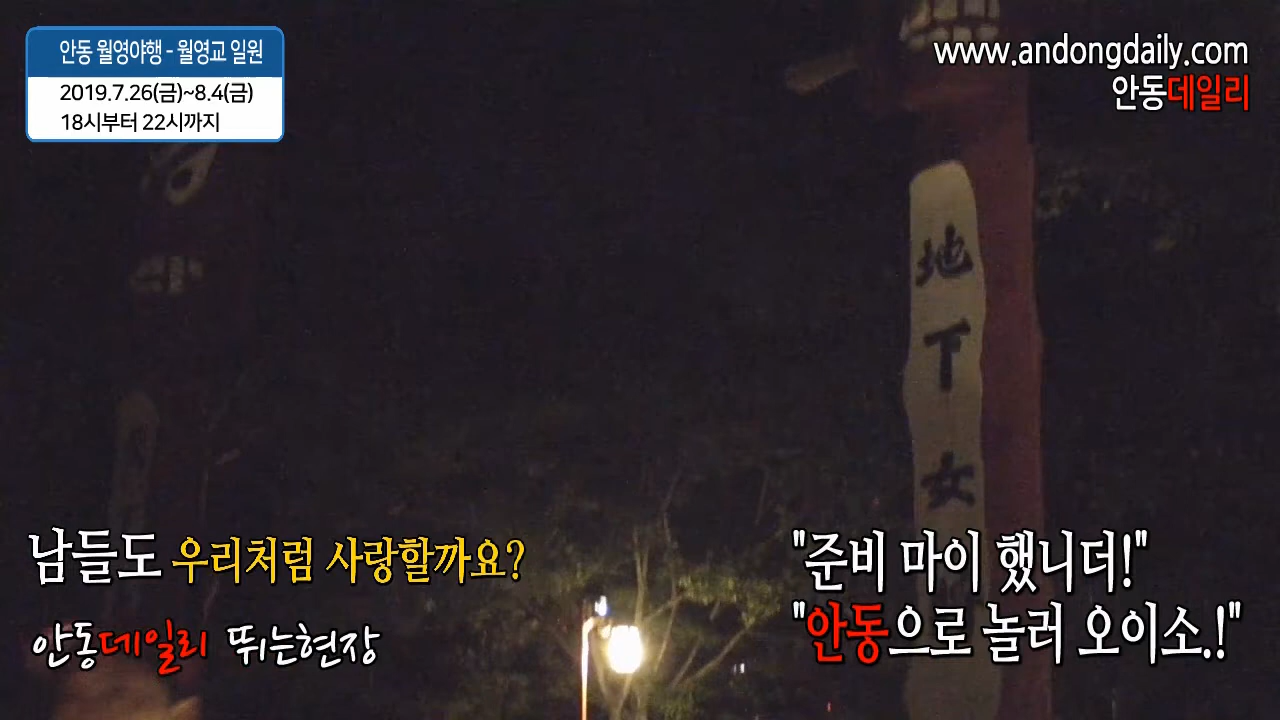 안동 월영야행 - 월영교 일원
2019.7.26(금)~8.4(금)
18시부터 22시까지
www.andongdaily.com
안동데일리
地
下
女
남들도 우리처럼 사랑할까요?
안동데일리 뛰는현장
"준비 마이 했니더!"
"안동으로 놀러 오이소.!"